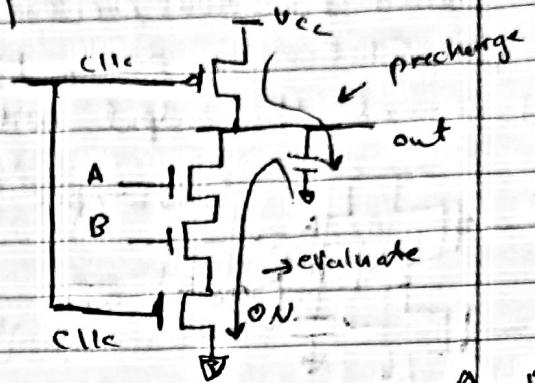 Vcc
Clk
precharge
out
A
B
evaluate
ON.
Clk